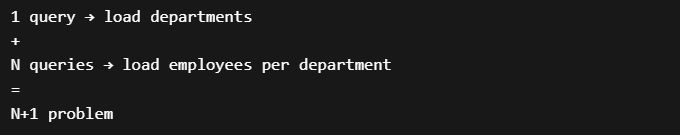 1 query → load departments
+
N queries → load employees per department
=
N+1 problem